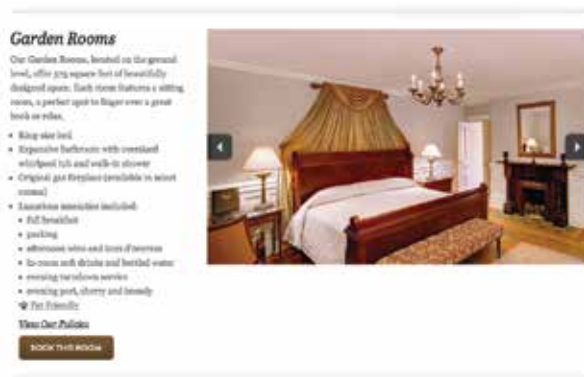 Garden Rooms
Our Garden Rooms, located on the ground
level, offer 375 square feet of beautifully
designed space. Each room features a sitting
room, a perfect spot to linger over a great
book or relax.
King-size bed
Expansive bathroom with oversized
whirlpool tub and walk-in shower
Original gas fireplace (available in select
rooms)
Luxurious amenities included:
full breakfast
parking
afternoon wine and hors d'oeuvres
In-room soft drinks and bottled water
evening turndown service
evening port, sherry and brandy
Pet Friendly
View Our Policies
BOOK THIS ROOM